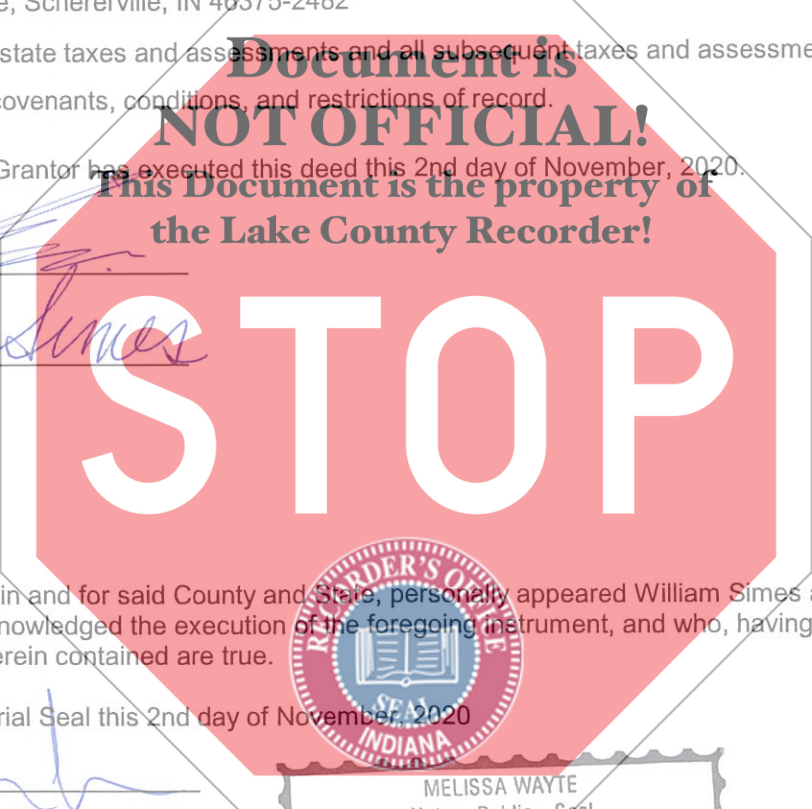 e, Schererville, IN 46375-2482
state taxes and assessments and all subsequent taxes and assessme
Document is
covenants, conditions, and restrictions of record.
NOT OFFICIAL!
Grantor has executed this deed this 2nd day of November, 2020.
This Document is the property of
the Lake County Recorder!
Simes
STOP
in and for said County and State, personally appeared William Simes a
nowledged the execution of the foregoing instrument, and who, having
erein contained are true.
RECORDER'S OFFICE
SEAL
INDIANA
rial Seal this 2nd day of November, 2020
MELISSA WAYTE
Notary Public - Seal